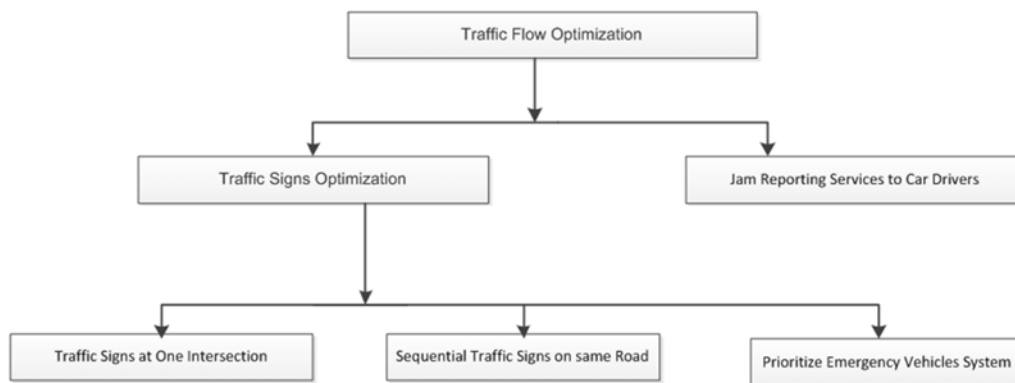 Traffic Flow Optimization
Traffic Signs Optimization
Jam Reporting Services to Car Drivers
Traffic Signs at One Intersection
Sequential Traffic Signs on same Road
Prioritize Emergency Vehicles System